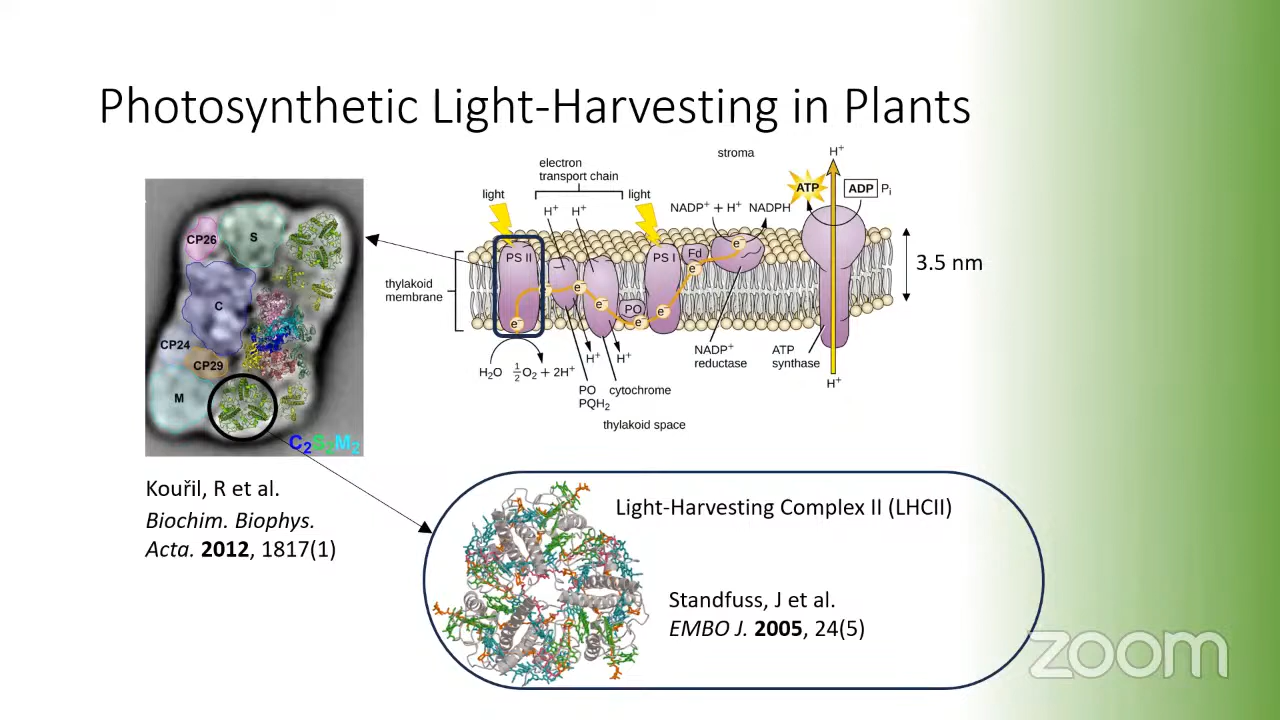 Photosynthetic Light-Harvesting in Plants
CP26
S
C
CP24
CP29
M
C₂S₂M₂
Kouřil, R et al.
Biochim. Biophys.
Acta. 2012, 1817(1)
stroma
electron
transport chain
light
H⁺
H⁺
light
NADP⁺ + H⁺
NADPH
H⁺
ATP
ADP
Pᵢ
thylakoid
membrane
PS II
PS I
Fd
PO
e⁻
e⁻
e⁻
e⁻
e⁻
e⁻
e⁻
e⁻
3.5 nm
H₂O
½O₂ + 2H⁺
H⁺
H⁺
PO
PQH₂
cytochrome
NADP⁺
reductase
ATP
synthase
H⁺
thylakoid space
Light-Harvesting Complex II (LHCII)
Standfuss, J et al.
EMBO J. 2005, 24(5)
zoom